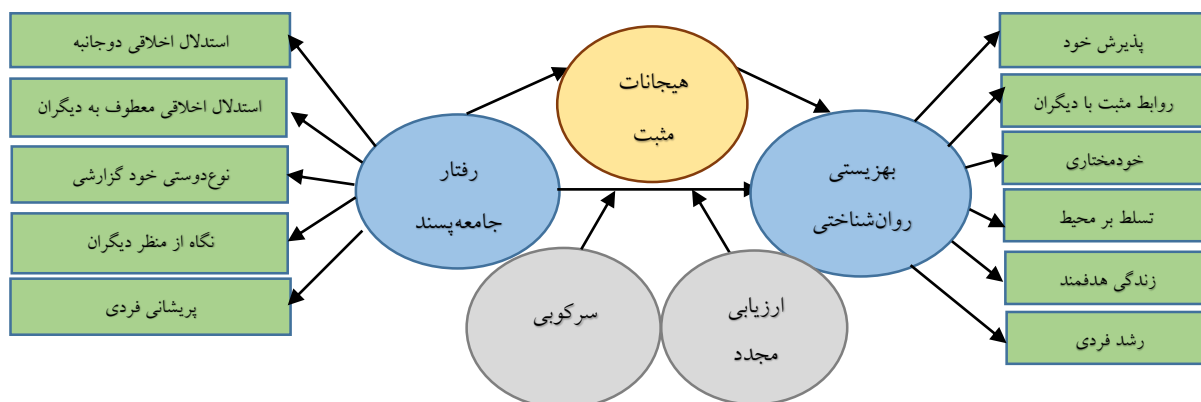 استدلال اخلاقی دوجانبه
استدلال اخلاقی معطوف به دیگران
نوع‌دوستی خود گزارشی
نگاه از منظر دیگران
پریشانی فردی
رفتار
جامعه‌پسند
هیجانات
مثبت
سرکوبی
ارزیابی
مجدد
بهزیستی
روان‌شناختی
پذیرش خود
روابط مثبت با دیگران
خودمختاری
تسلط بر محیط
زندگی هدفمند
رشد فردی